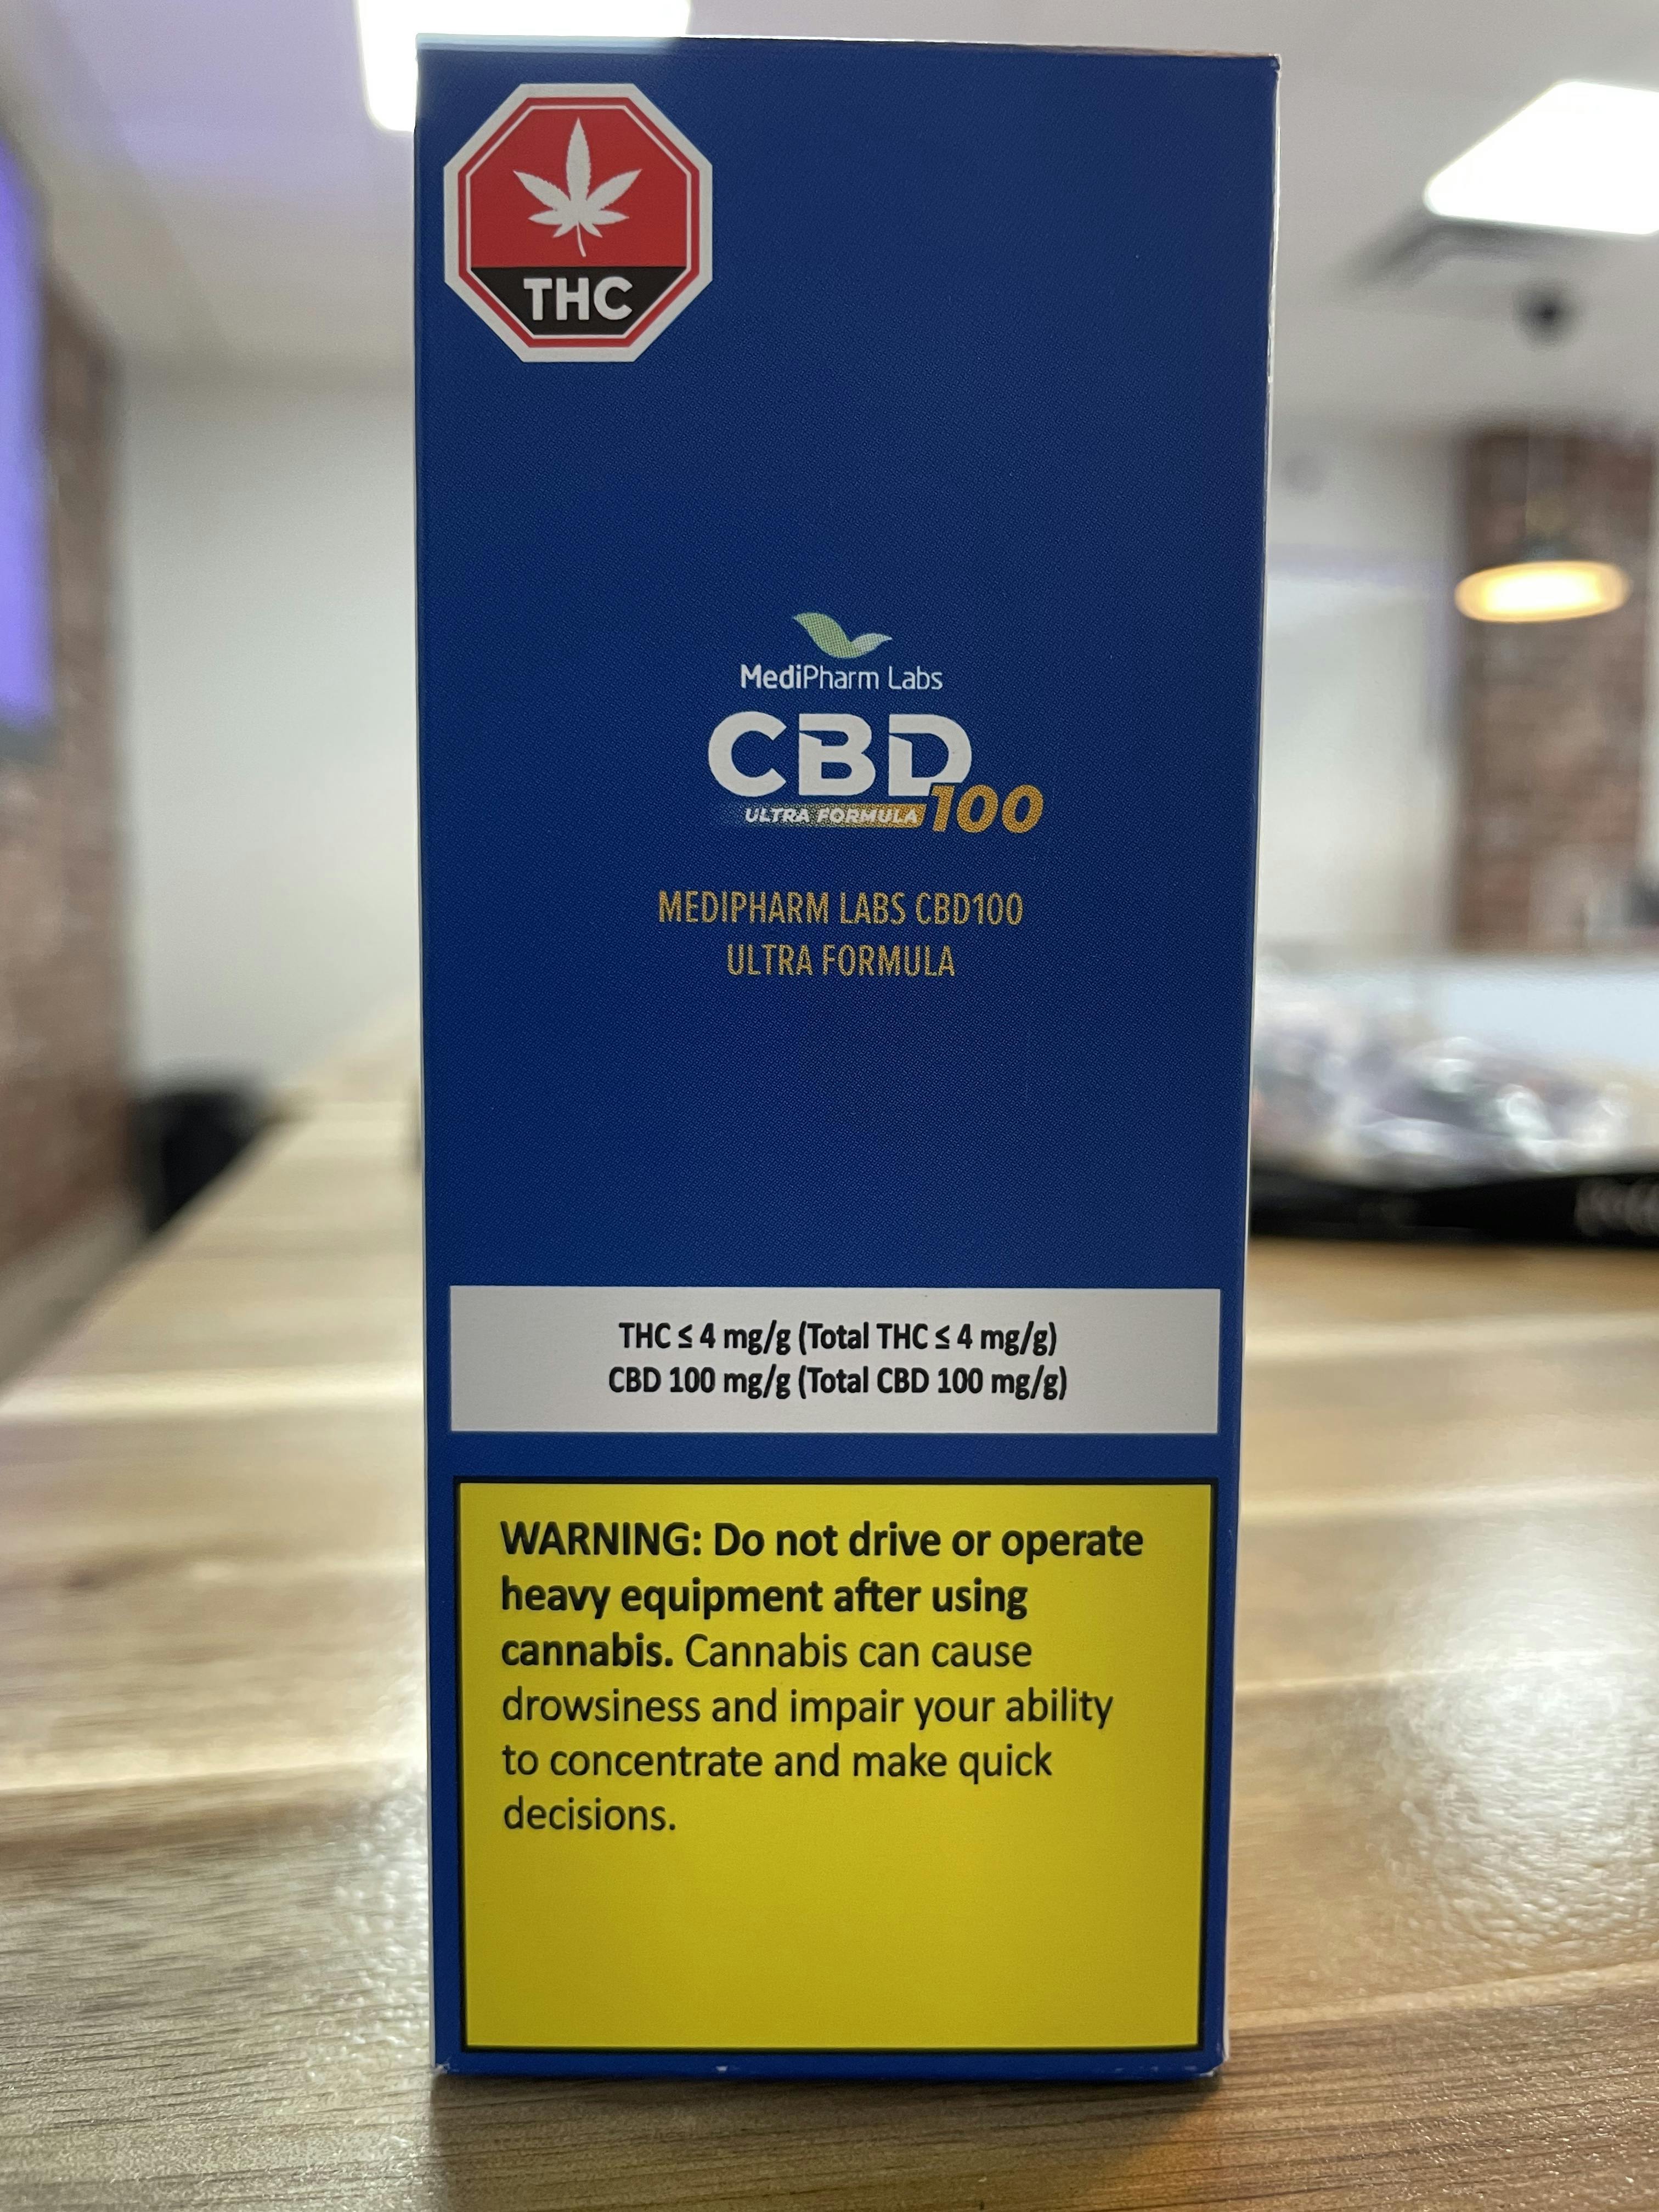 THC
MediPharm Labs
CBD
ULTRA FORMULA 100
MEDIPHARM LABS CBD100
ULTRA FORMULA
THC ≤ 4 mg/g (Total THC ≤ 4 mg/g)
CBD 100 mg/g (Total CBD 100 mg/g)
WARNING: Do not drive or operate
heavy equipment after using
cannabis. Cannabis can cause
drowsiness and impair your ability
to concentrate and make quick
decisions.